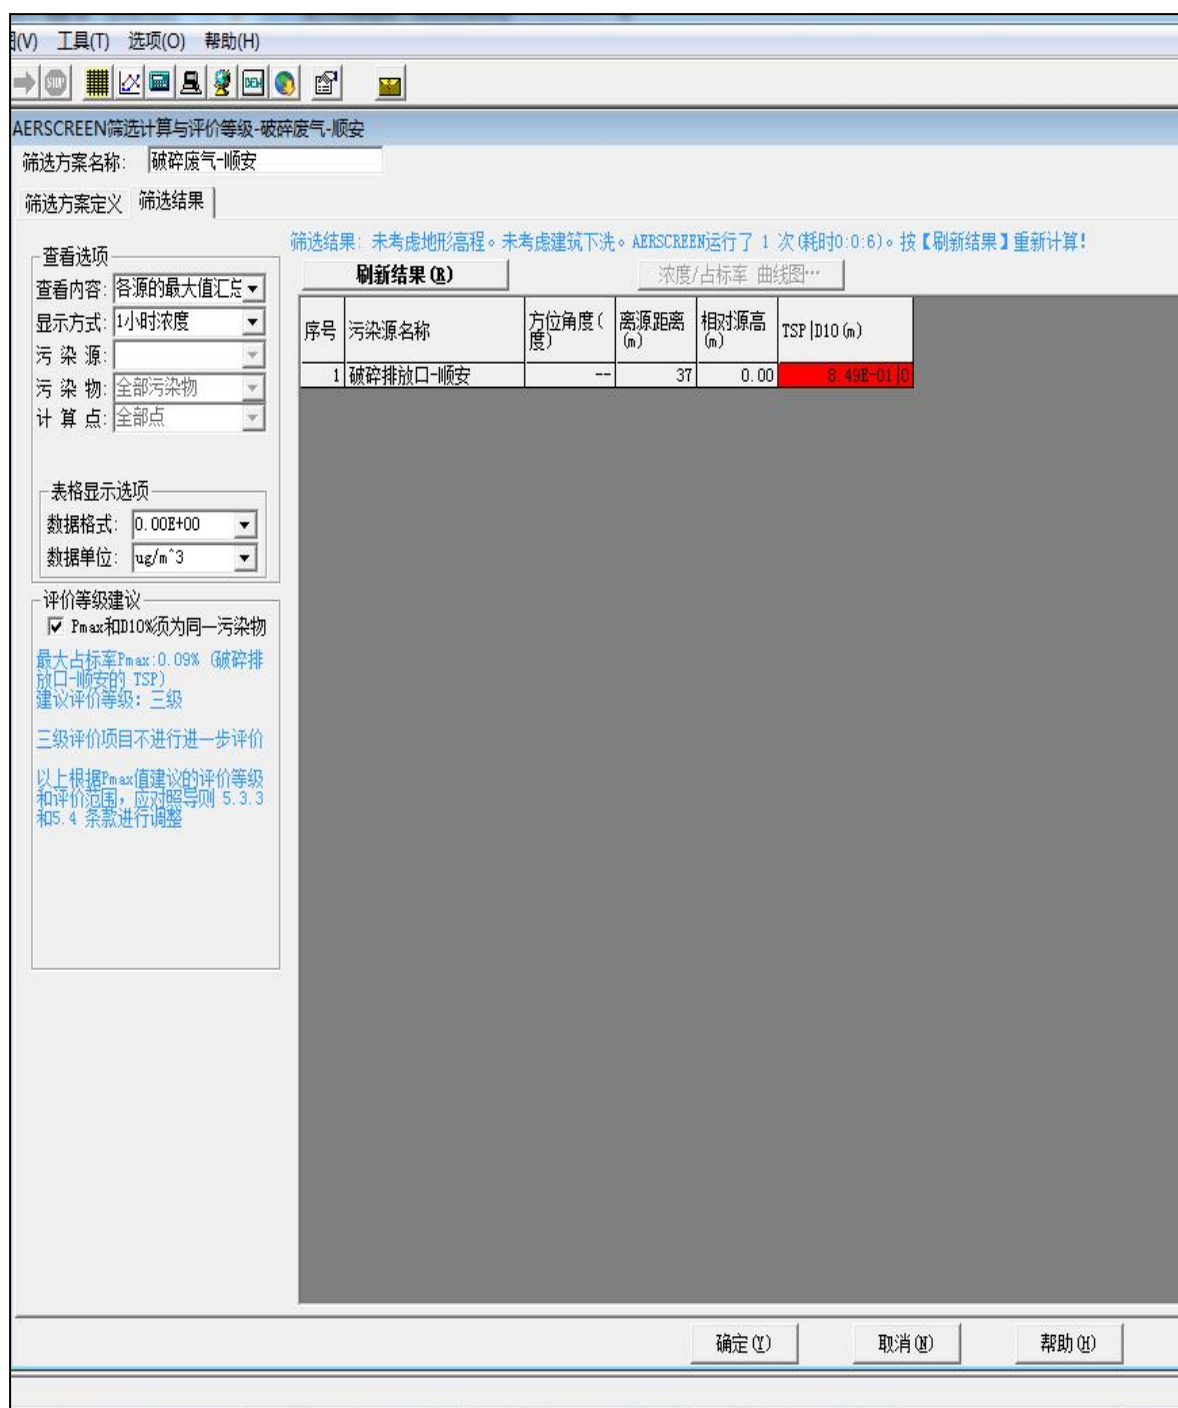 图(V) 工具(T) 选项(O) 帮助(H)
STOP DEM
AERSCREEN筛选计算与评价等级-破碎废气-顺安
筛选方案名称: 破碎废气-顺安
筛选方案定义 筛选结果
筛选结果: 未考虑地形高程。未考虑建筑下洗。AERSCREEN运行了 1 次(耗时0:0:6)。按【刷新结果】重新计算!
刷新结果(R) 浓度/占标率 曲线图…
查看选项
查看内容: 各源的最大值汇总
显示方式: 1小时浓度
污 染 源:
污 染 物: 全部污染物
计 算 点: 全部点
表格显示选项
数据格式: 0.00E+00
数据单位: ug/m^3
评价等级建议
Pmax和D10%须为同一污染物
最大占标率Pmax:0.09% (破碎排
放口-顺安的 TSP)
建议评价等级: 三级
三级评价项目不进行进一步评价
以上根据Pmax值建议的评价等级
和评价范围,应对照导则 5.3.3
和5.4 条款进行调整
序号 污染源名称 方位角度(度) 离源距离(m) 相对源高(m) TSP|D10(m)
1 破碎排放口-顺安 -- 37 0.00 8.49E-01|0
确定(Y) 取消(N) 帮助(H)